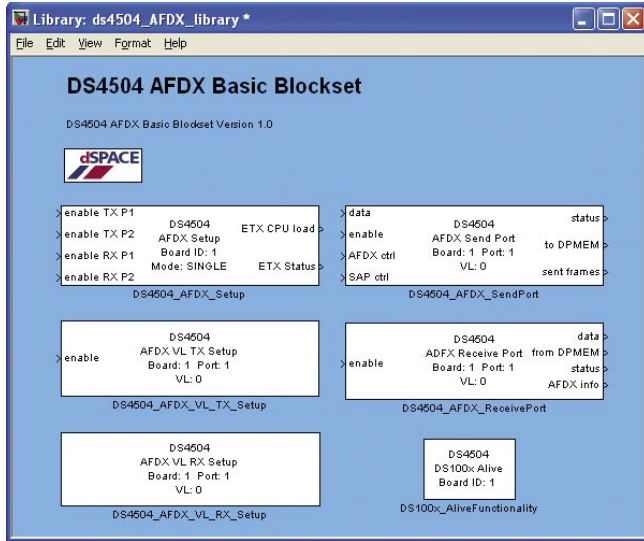 Library: ds4504_AFDX_library *
File Edit View Format Help
DS4504 AFDX Basic Blockset
DS4504 AFDX Basic Blockset Version 1.0
dSPACE
enable TX P1
enable TX P2
enable RX P1
enable RX P2
DS4504
AFDX Setup
Board ID: 1
Mode: SINGLE
ETX CPU load
ETX Status
DS4504_AFDX_Setup
data
enable
AFDX ctrl
SAP ctrl
DS4504
AFDX Send Port
Board: 1 Port: 1
VL: 0
status
to DPMEM
sent frames
DS4504_AFDX_SendPort
enable
DS4504
AFDX VL TX Setup
Board: 1 Port: 1
VL: 0
DS4504_AFDX_VL_TX_Setup
enable
DS4504
ADFX Receive Port
Board: 1 Port: 1
VL: 0
data
from DPMEM
status
AFDX info
DS4504_AFDX_ReceivePort
DS4504
AFDX VL RX Setup
Board: 1 Port: 1
VL: 0
DS4504_AFDX_VL_RX_Setup
DS4504
DS100x Alive
Board ID: 1
DS100x_AliveFunctionality